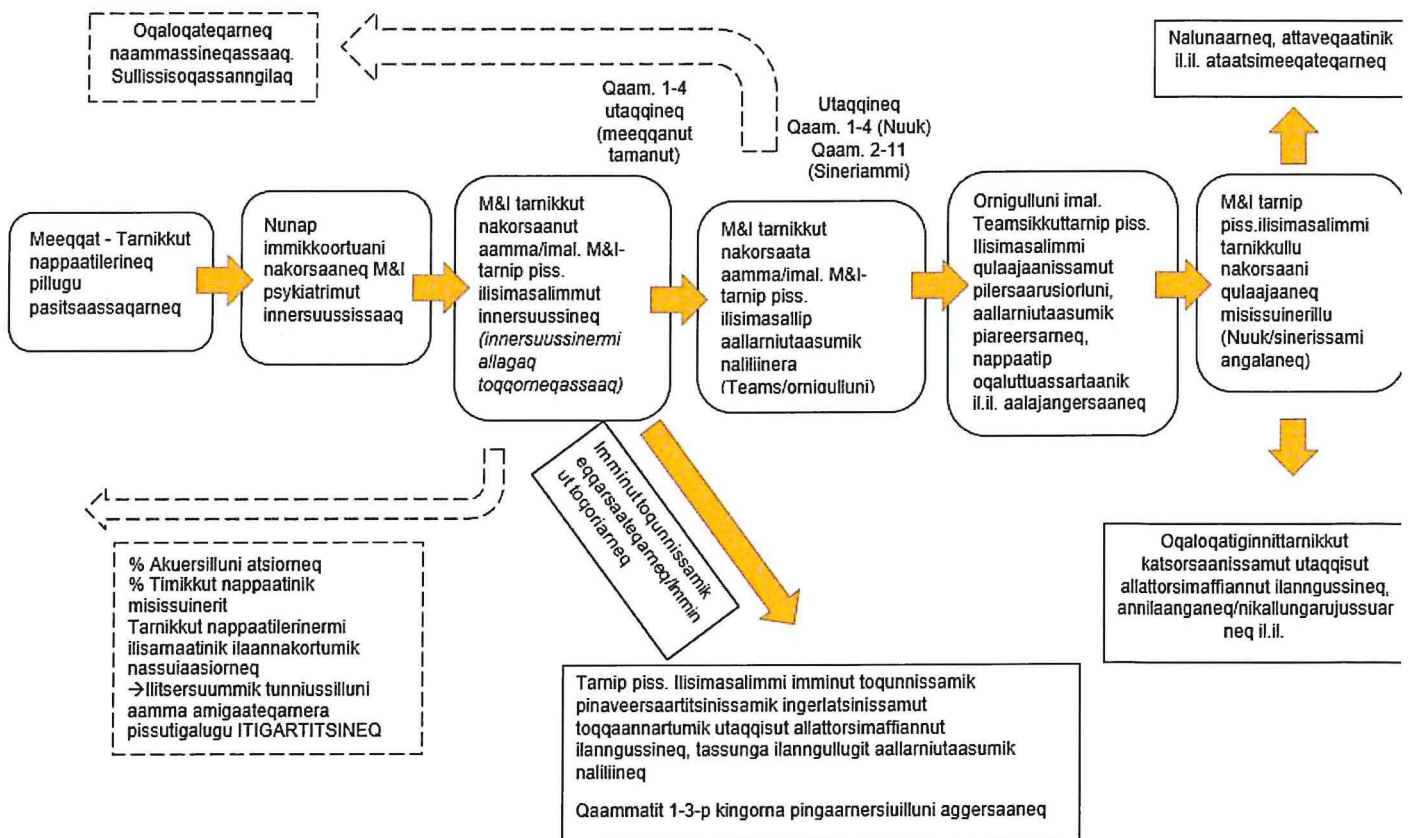 Oqaloqateqarneq
naammassineqassaaq.
Sullissisoqassanngilaq
Nalunaarneq, attaveqaatinik
il.il. ataatsimeeqateqarneq
Qaam. 1-4
utaqqineq
(meeqqanut
tamanut)
Utaqqineq
Qaam. 1-4 (Nuuk)
Qaam. 2-11
(Sineriammi)
Meeqqat - Tarnikkut
nappaatilerineq
pillugu
pasitsaassaqarneq
Nunap
immikkoortuani
nakorsaaneq M&I
psykiatrimut
innersuussissaaq
M&I tarnikkut
nakorsaanut
aamma/imal. M&I-
tarnip piss.
ilisimasalimmut
innersuussineq
(innersuussinermi
allagaq
toqqorneqassaaq)
M&I tarnikkut
nakorsaata
aamma/imal. M&I-
tarnip piss.
ilisimasallip
aallarniutaasumik
naliliinera
(Teams/ornigulluni)
Ornigulluni imal.
Teamsikkuttarnip piss.
Ilisimasalimmi
qulaajaanissamut
pilersaarusiorluni,
aallarniutaasumik
piareersarneq,
nappaatip
oqaluttuassartaanik
il.il. aalajangersaaneq
M&I tarnip
piss.ilisimasalimmi
tarnikkullu
nakorsaani
qulaajaaneq
misissuinerillu
(Nuuk/sinerissami
angalaneq)
Imminut toqunnissamik
eqqarsaateqarneq/Immin
ut toqoriarneq
% Akuersilluni atsiorneq
% Timikkut nappaatinik
misissuinerit
Tarnikkut nappaatilerinermi
ilisarnaatinik ilaannakortumik
nassuiaasiorneq
→Ilitsersuummik tunniussilluni
aamma amigaateqarnera
pissutigalugu ITIGARTITSINEQ
Oqaloqatiginnittarnikkut
katsorsaanissamut utaqqisut
allattorsimaffiannut ilanngussineq,
annilaanganeq/nikallungarujussuar
neq il.il.
Tarnip piss. Ilisimasalimmi imminut toqunnissamik
pinaveersaartitsinissamik ingerlatsinissamut
toqqaannartumik utaqqisut allattorsimaffiannut
ilanngussineq, tassunga ilanngullugit aallarniutaasumik
naliliineq
Qaammatit 1-3-p kingorna pingaarnersiuilluni aggersaaneq